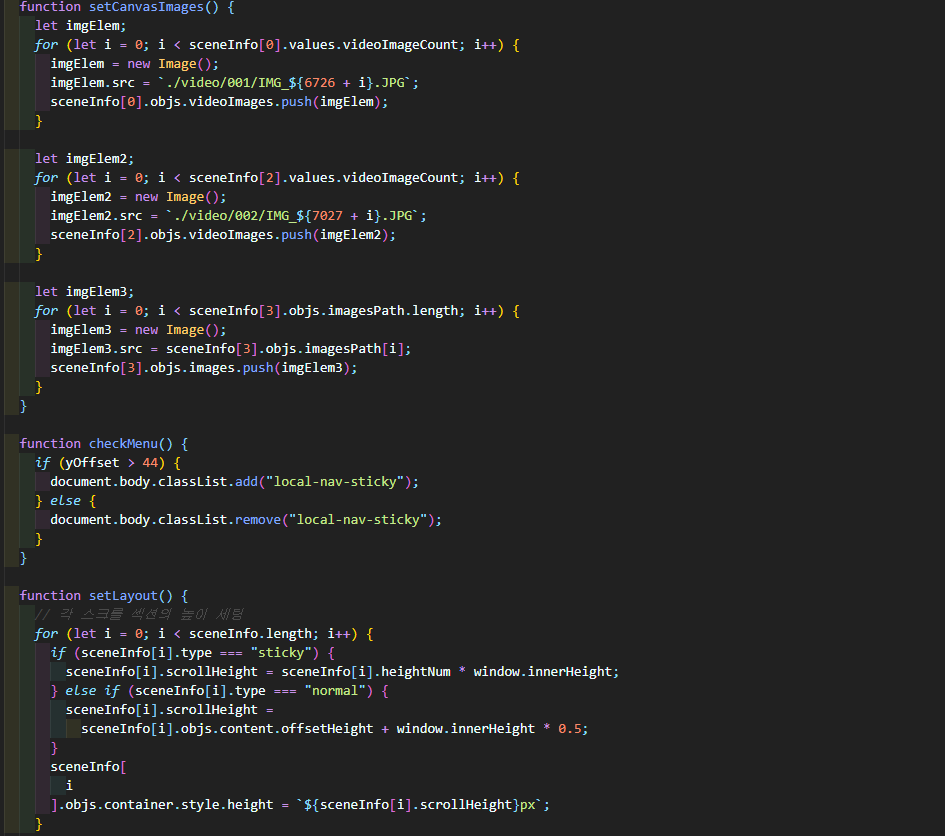 function setCanvasImages() {
let imgElem;
for (let i = 0; i < sceneInfo[0].values.videoImageCount; i++) {
imgElem = new Image();
imgElem.src = `./video/001/IMG_${6726 + i}.JPG`;
sceneInfo[0].objs.videoImages.push(imgElem);
}
let imgElem2;
for (let i = 0; i < sceneInfo[2].values.videoImageCount; i++) {
imgElem2 = new Image();
imgElem2.src = `./video/002/IMG_${7027 + i}.JPG`;
sceneInfo[2].objs.videoImages.push(imgElem2);
}
let imgElem3;
for (let i = 0; i < sceneInfo[3].objs.imagesPath.length; i++) {
imgElem3 = new Image();
imgElem3.src = sceneInfo[3].objs.imagesPath[i];
sceneInfo[3].objs.images.push(imgElem3);
}
}
function checkMenu() {
if (yOffset > 44) {
document.body.classList.add("local-nav-sticky");
} else {
document.body.classList.remove("local-nav-sticky");
}
}
function setLayout() {
// 각 스크롤 섹션의 높이 세팅
for (let i = 0; i < sceneInfo.length; i++) {
if (sceneInfo[i].type === "sticky") {
sceneInfo[i].scrollHeight = sceneInfo[i].heightNum * window.innerHeight;
} else if (sceneInfo[i].type === "normal") {
sceneInfo[i].scrollHeight =
sceneInfo[i].objs.content.offsetHeight + window.innerHeight * 0.5;
}
sceneInfo[
i
].objs.container.style.height = `${sceneInfo[i].scrollHeight}px`;
}